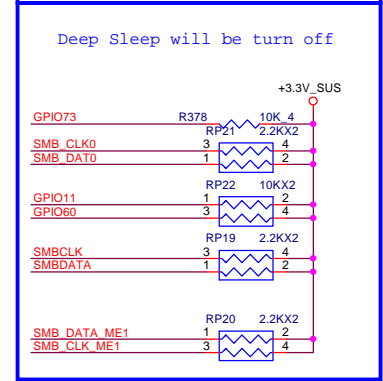 Deep Sleep will be turn off
+3.3V_SUS
GPIO73 R378 10K_4
RP21 2.2KX2
SMB_CLK0 3 4
SMB_DAT0 1 2
RP22 10KX2
GPIO11 1 2
GPIO60 3 4
RP19 2.2KX2
SMBCLK 3 4
SMBDATA 1 2
RP20 2.2KX2
SMB_DATA_ME1 1 2
SMB_CLK_ME1 3 4